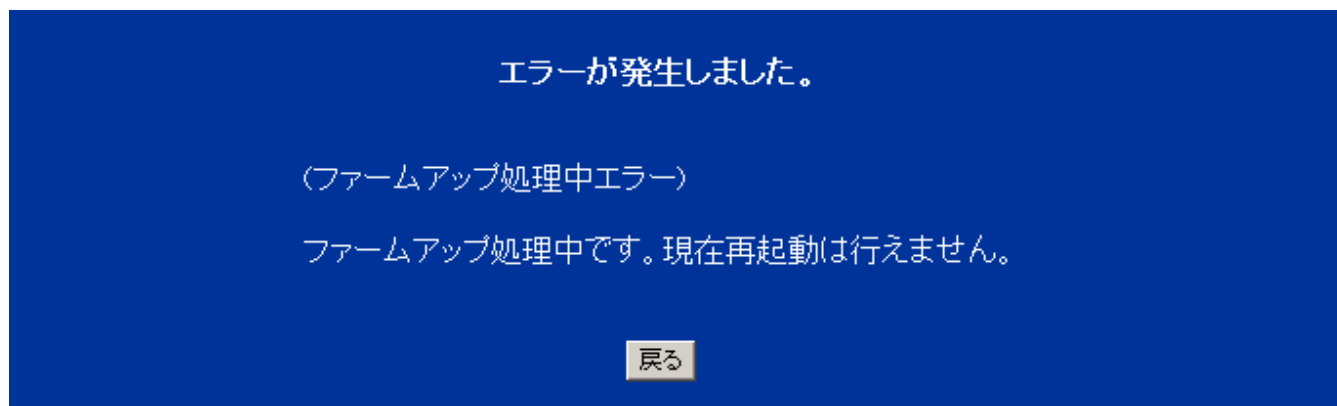 エラーが発生しました。
(ファームアップ処理中エラー)
ファームアップ処理中です。現在再起動は行えません。
戻る